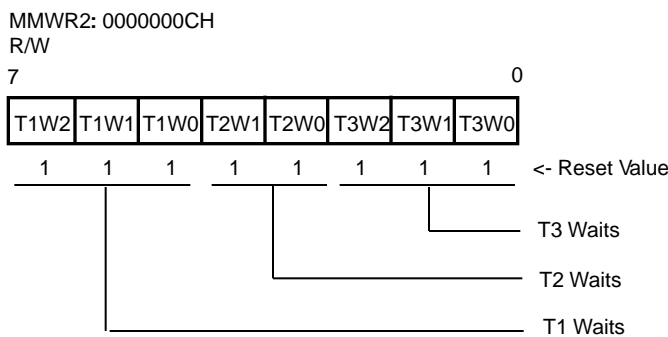 MMWR2: 0000000CH
R/W
7 0
T1W2 T1W1 T1W0 T2W1 T2W0 T3W2 T3W1 T3W0
1 1 1 1 1 1 1 1 <- Reset Value
T3 Waits
T2 Waits
T1 Waits